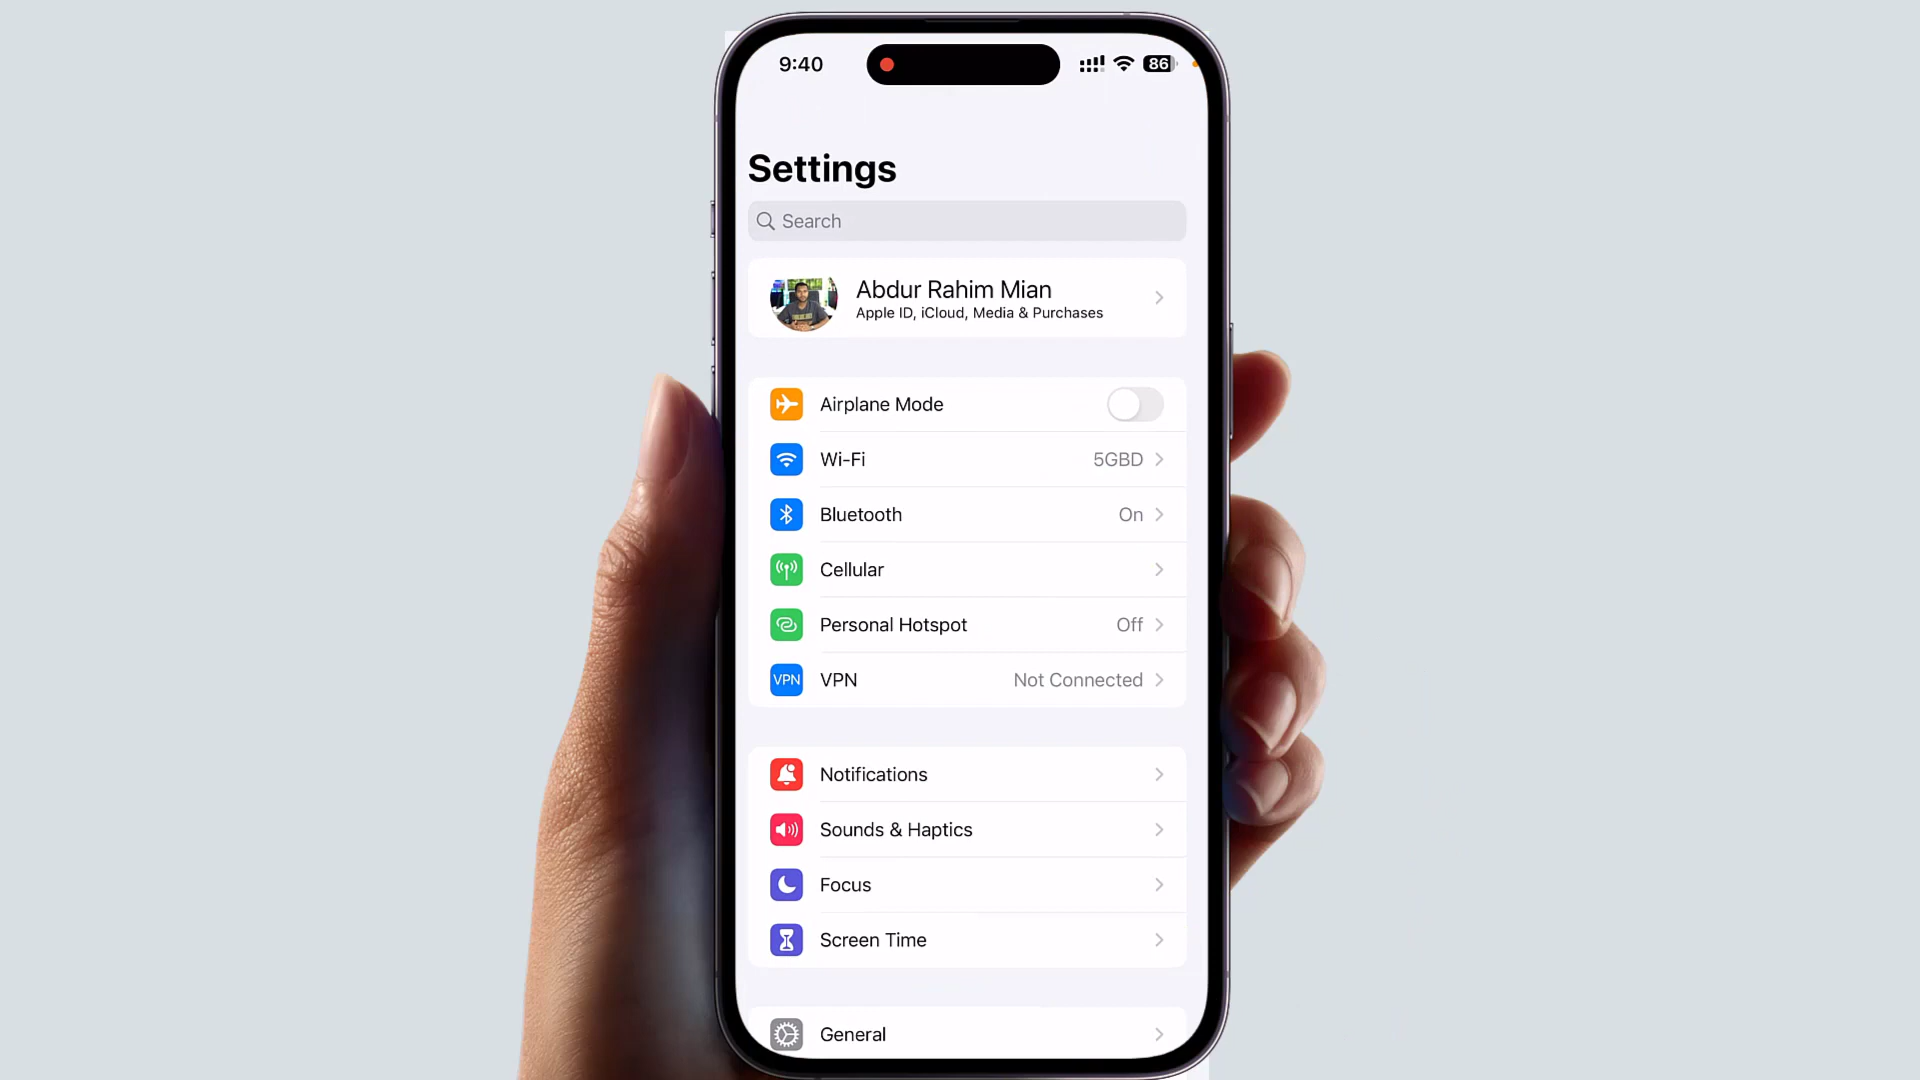 9:40
86
Settings
Search
Abdur Rahim Mian
Apple ID, iCloud, Media & Purchases
Airplane Mode
Wi-Fi 5GBD
Bluetooth On
Cellular
Personal Hotspot Off
VPN VPN Not Connected
Notifications
Sounds & Haptics
Focus
Screen Time
General